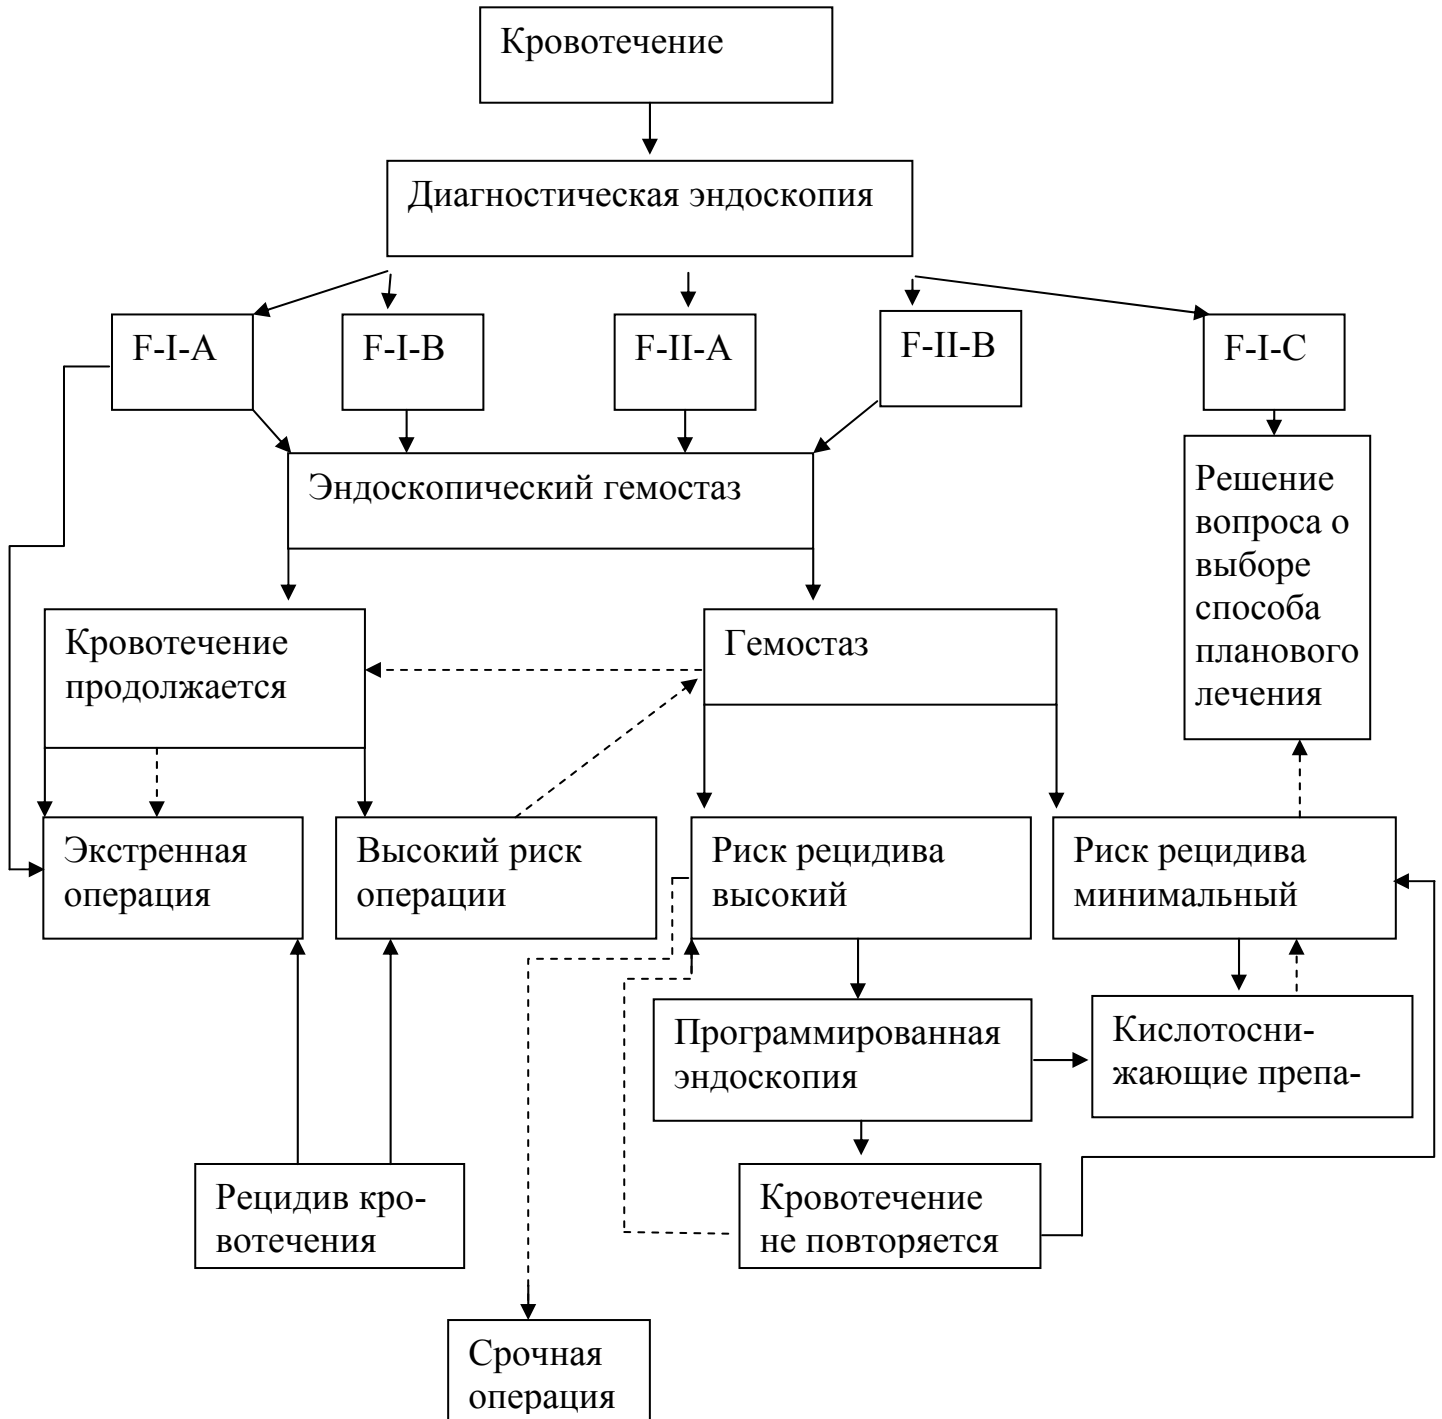 Кровотечение
Диагностическая эндоскопия
F-I-A
F-I-B
F-II-A
F-II-B
F-I-C
Эндоскопический гемостаз
Решение
вопроса о
выборе
способа
планового
лечения
Кровотечение
продолжается
Гемостаз
Экстренная
операция
Высокий риск
операции
Риск рецидива
высокий
Риск рецидива
минимальный
Программированная
эндоскопия
Кислотосни-
жающие препа-
Рецидив кро-
вотечения
Кровотечение
не повторяется
Срочная
операция